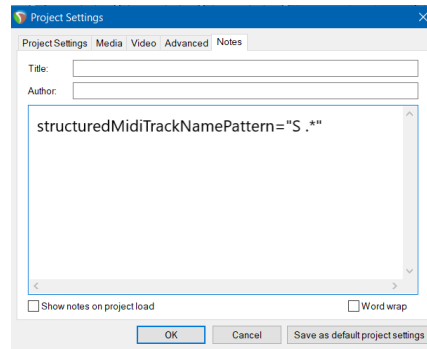 Project Settings
Project Settings Media Video Advanced Notes
Title:
Author:
structuredMidiTrackNamePattern="S .*"
Show notes on project load Word wrap
OK Cancel Save as default project settings